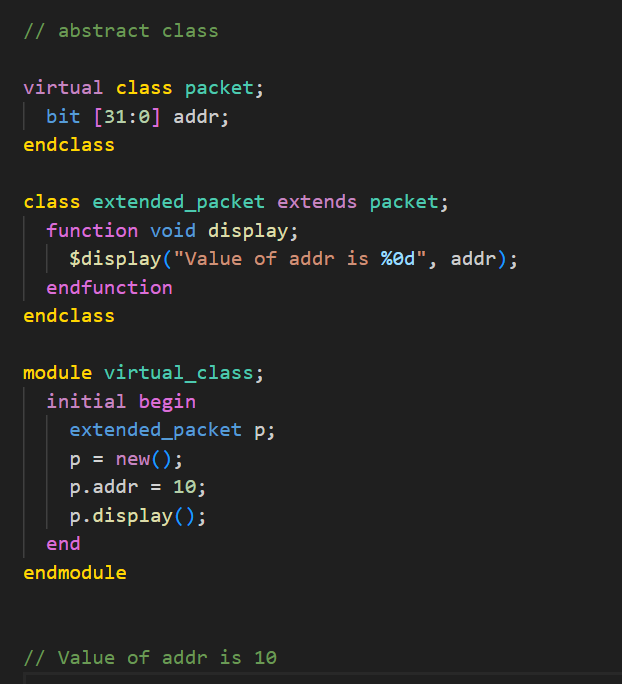 // abstract class
virtual class packet;
bit [31:0] addr;
endclass
class extended_packet extends packet;
function void display;
$display("Value of addr is %0d", addr);
endfunction
endclass
module virtual_class;
initial begin
extended_packet p;
p = new();
p.addr = 10;
p.display();
end
endmodule
// Value of addr is 10